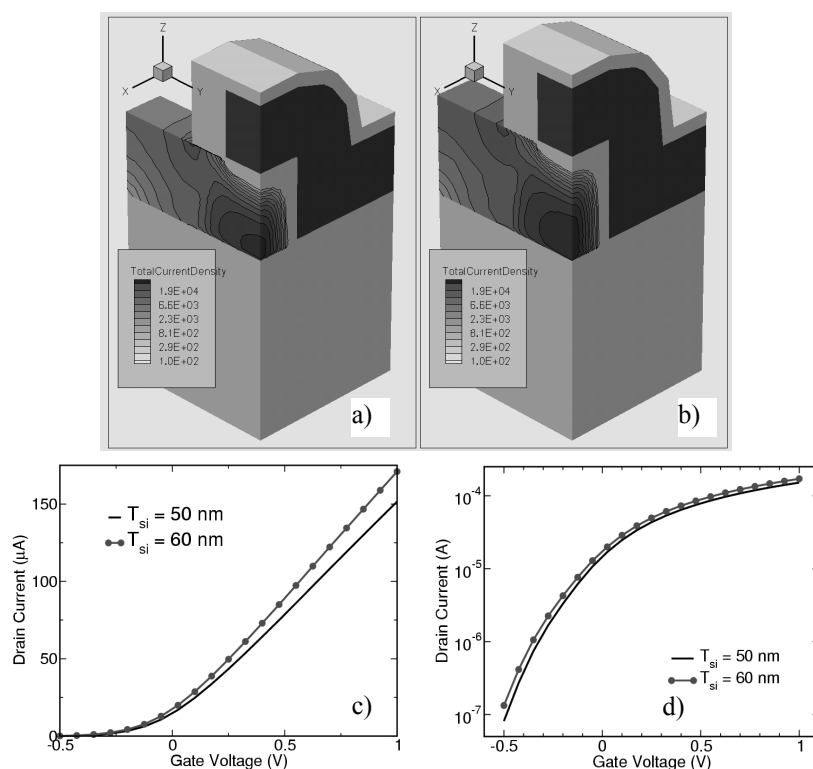 Z
X
Y
TotalCurrentDensity
1.9E+04
6.6E+03
2.3E+03
8.1E+02
2.9E+02
1.0E+02
a)
Z
X
Y
TotalCurrentDensity
1.9E+04
6.6E+03
2.3E+03
8.1E+02
2.9E+02
1.0E+02
b)
150
100
50
0
Drain Current (μA)
T_si = 50 nm
T_si = 60 nm
c)
-0.5
0
0.5
1
Gate Voltage (V)
10^-4
10^-5
10^-6
10^-7
Drain Current (A)
T_si = 50 nm
T_si = 60 nm
d)
-0.5
0
0.5
1
Gate Voltage (V)